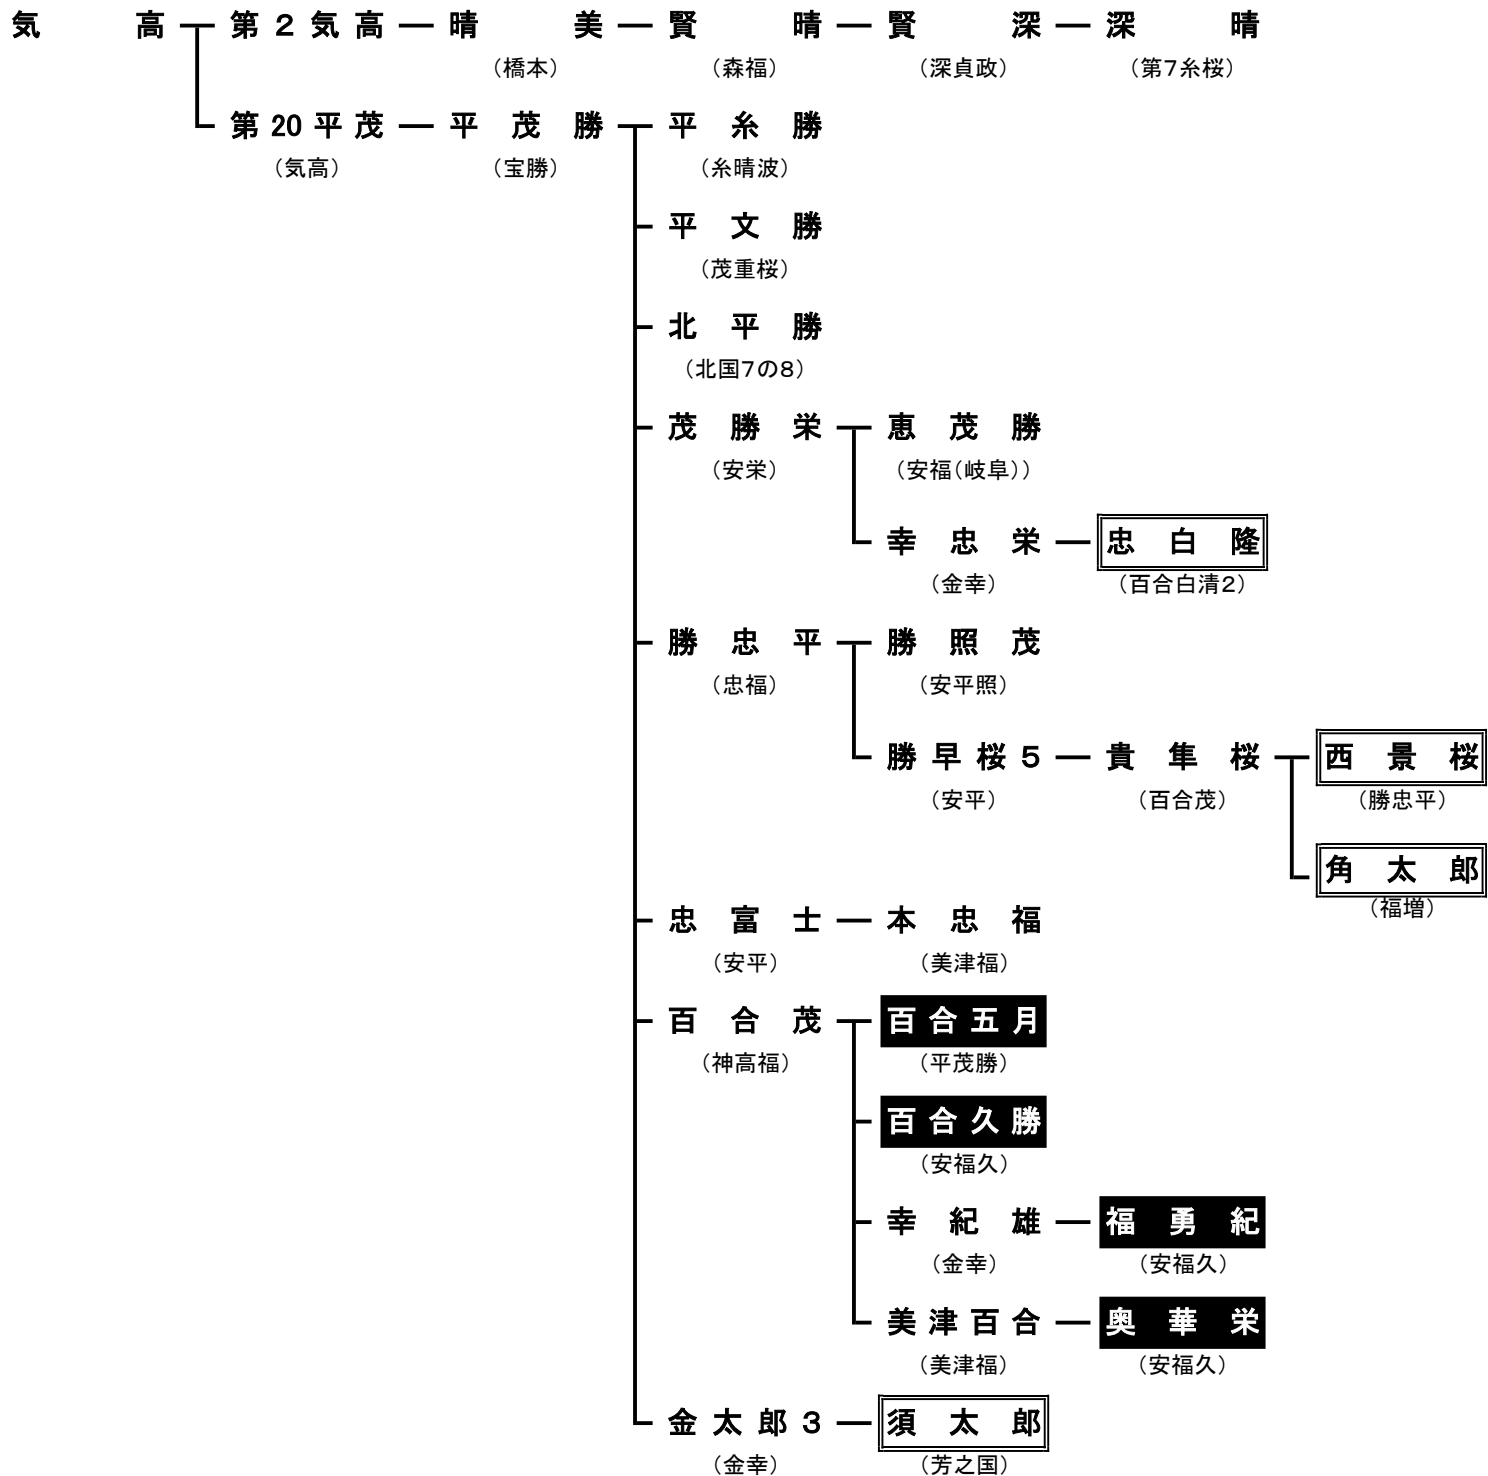 気高 第２気高 晴美 賢晴 賢深 深晴
（橋本） （森福） （深貞政） （第7糸桜）
第20平茂 平茂勝 平糸勝
（気高） （宝勝） （糸晴波）
平文勝
（茂重桜）
北平勝
（北国7の8）
茂勝栄 恵茂勝
（安栄） （安福（岐阜））
幸忠栄 忠白隆
（金幸） （百合白清2）
勝忠平 勝照茂
（忠福） （安平照）
勝早桜５ 貴隼桜 西景桜
（安平） （百合茂） （勝忠平）
角太郎
（福増）
忠富士 本忠福
（安平） （美津福）
百合茂 百合五月
（神高福） （平茂勝）
百合久勝
（安福久）
幸紀雄 福勇紀
（金幸） （安福久）
美津百合 奥華栄
（美津福） （安福久）
金太郎３ 須太郎
（金幸） （芳之国）